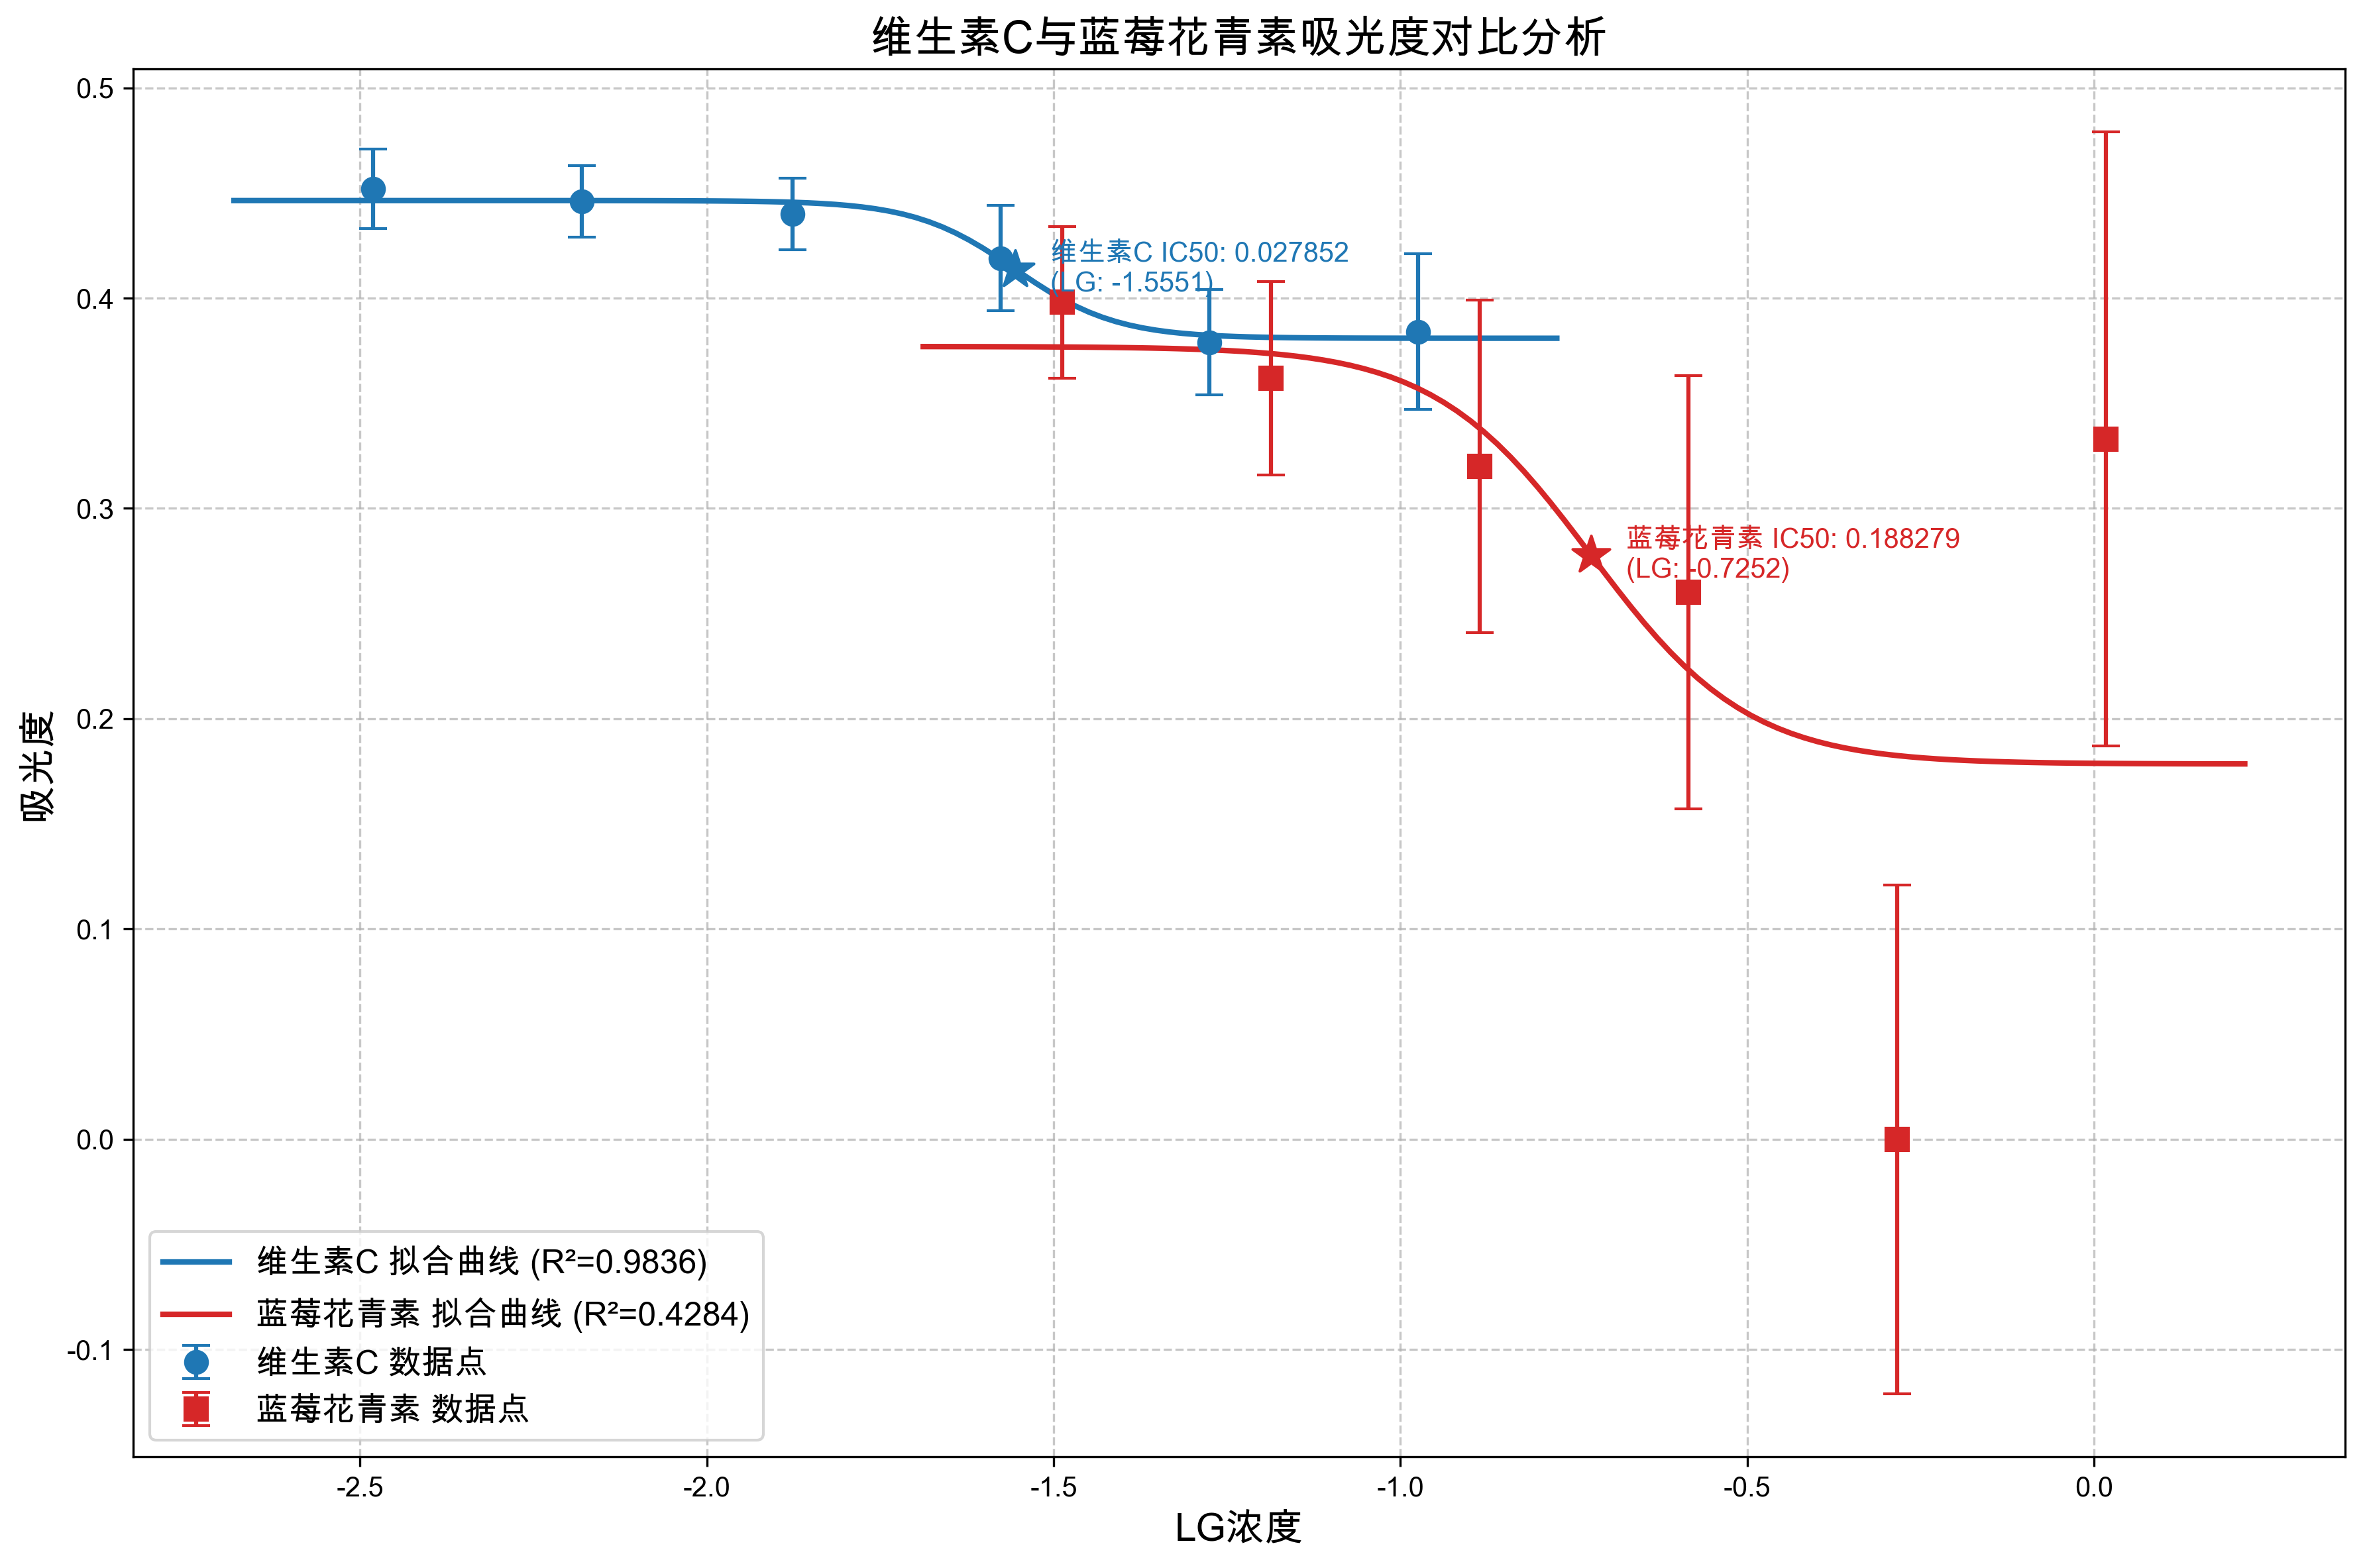 维生素C与蓝莓花青素吸光度对比分析
吸光度
0.5
0.4
0.3
0.2
0.1
0.0
-0.1
维生素C IC50: 0.027852
(LG: -1.5551)
蓝莓花青素 IC50: 0.188279
(LG: -0.7252)
维生素C 拟合曲线 (R²=0.9836)
蓝莓花青素 拟合曲线 (R²=0.4284)
维生素C 数据点
蓝莓花青素 数据点
-2.5
-2.0
-1.5
-1.0
-0.5
0.0
LG浓度